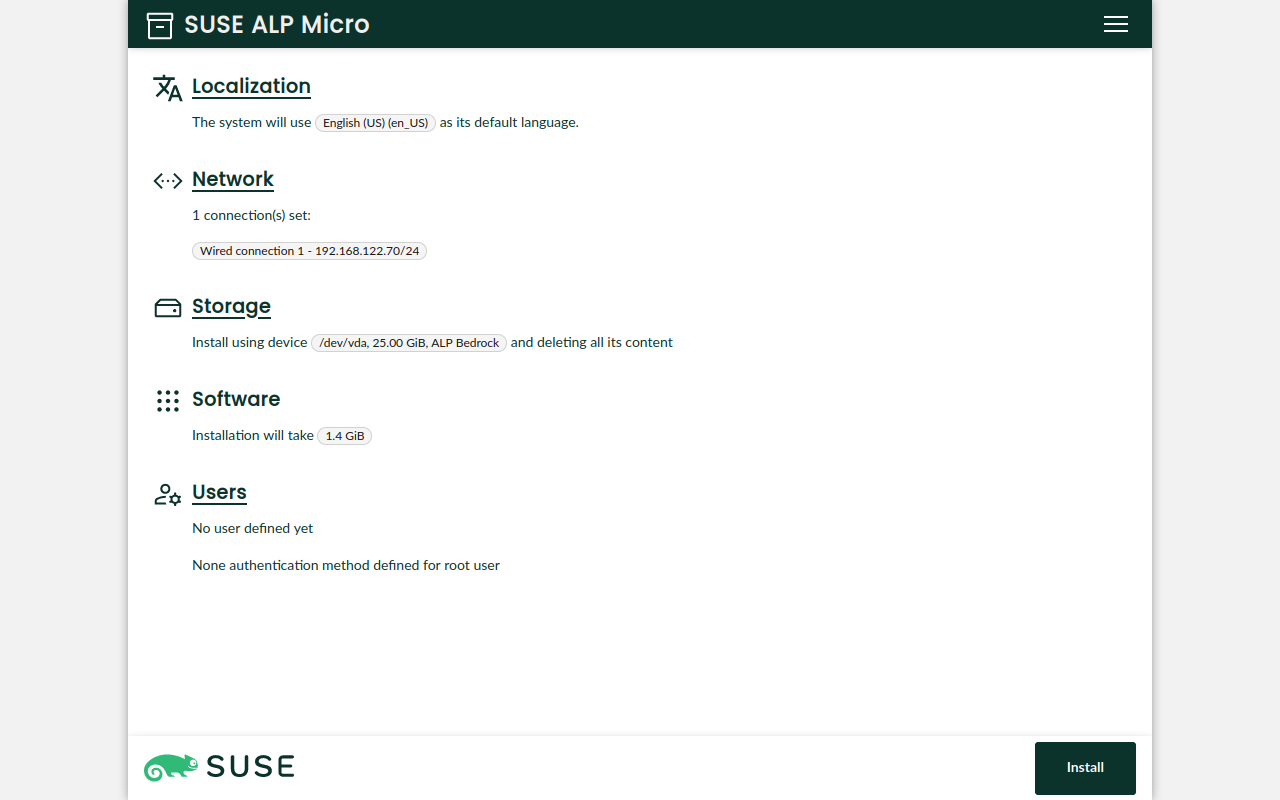 SUSE ALP Micro
Localization
The system will use English (US) (en_US) as its default language.
Network
1 connection(s) set:
Wired connection 1 - 192.168.122.70/24
Storage
Install using device /dev/vda, 25.00 GiB, ALP Bedrock and deleting all its content
Software
Installation will take 1.4 GiB
Users
No user defined yet
None authentication method defined for root user
SUSE
Install